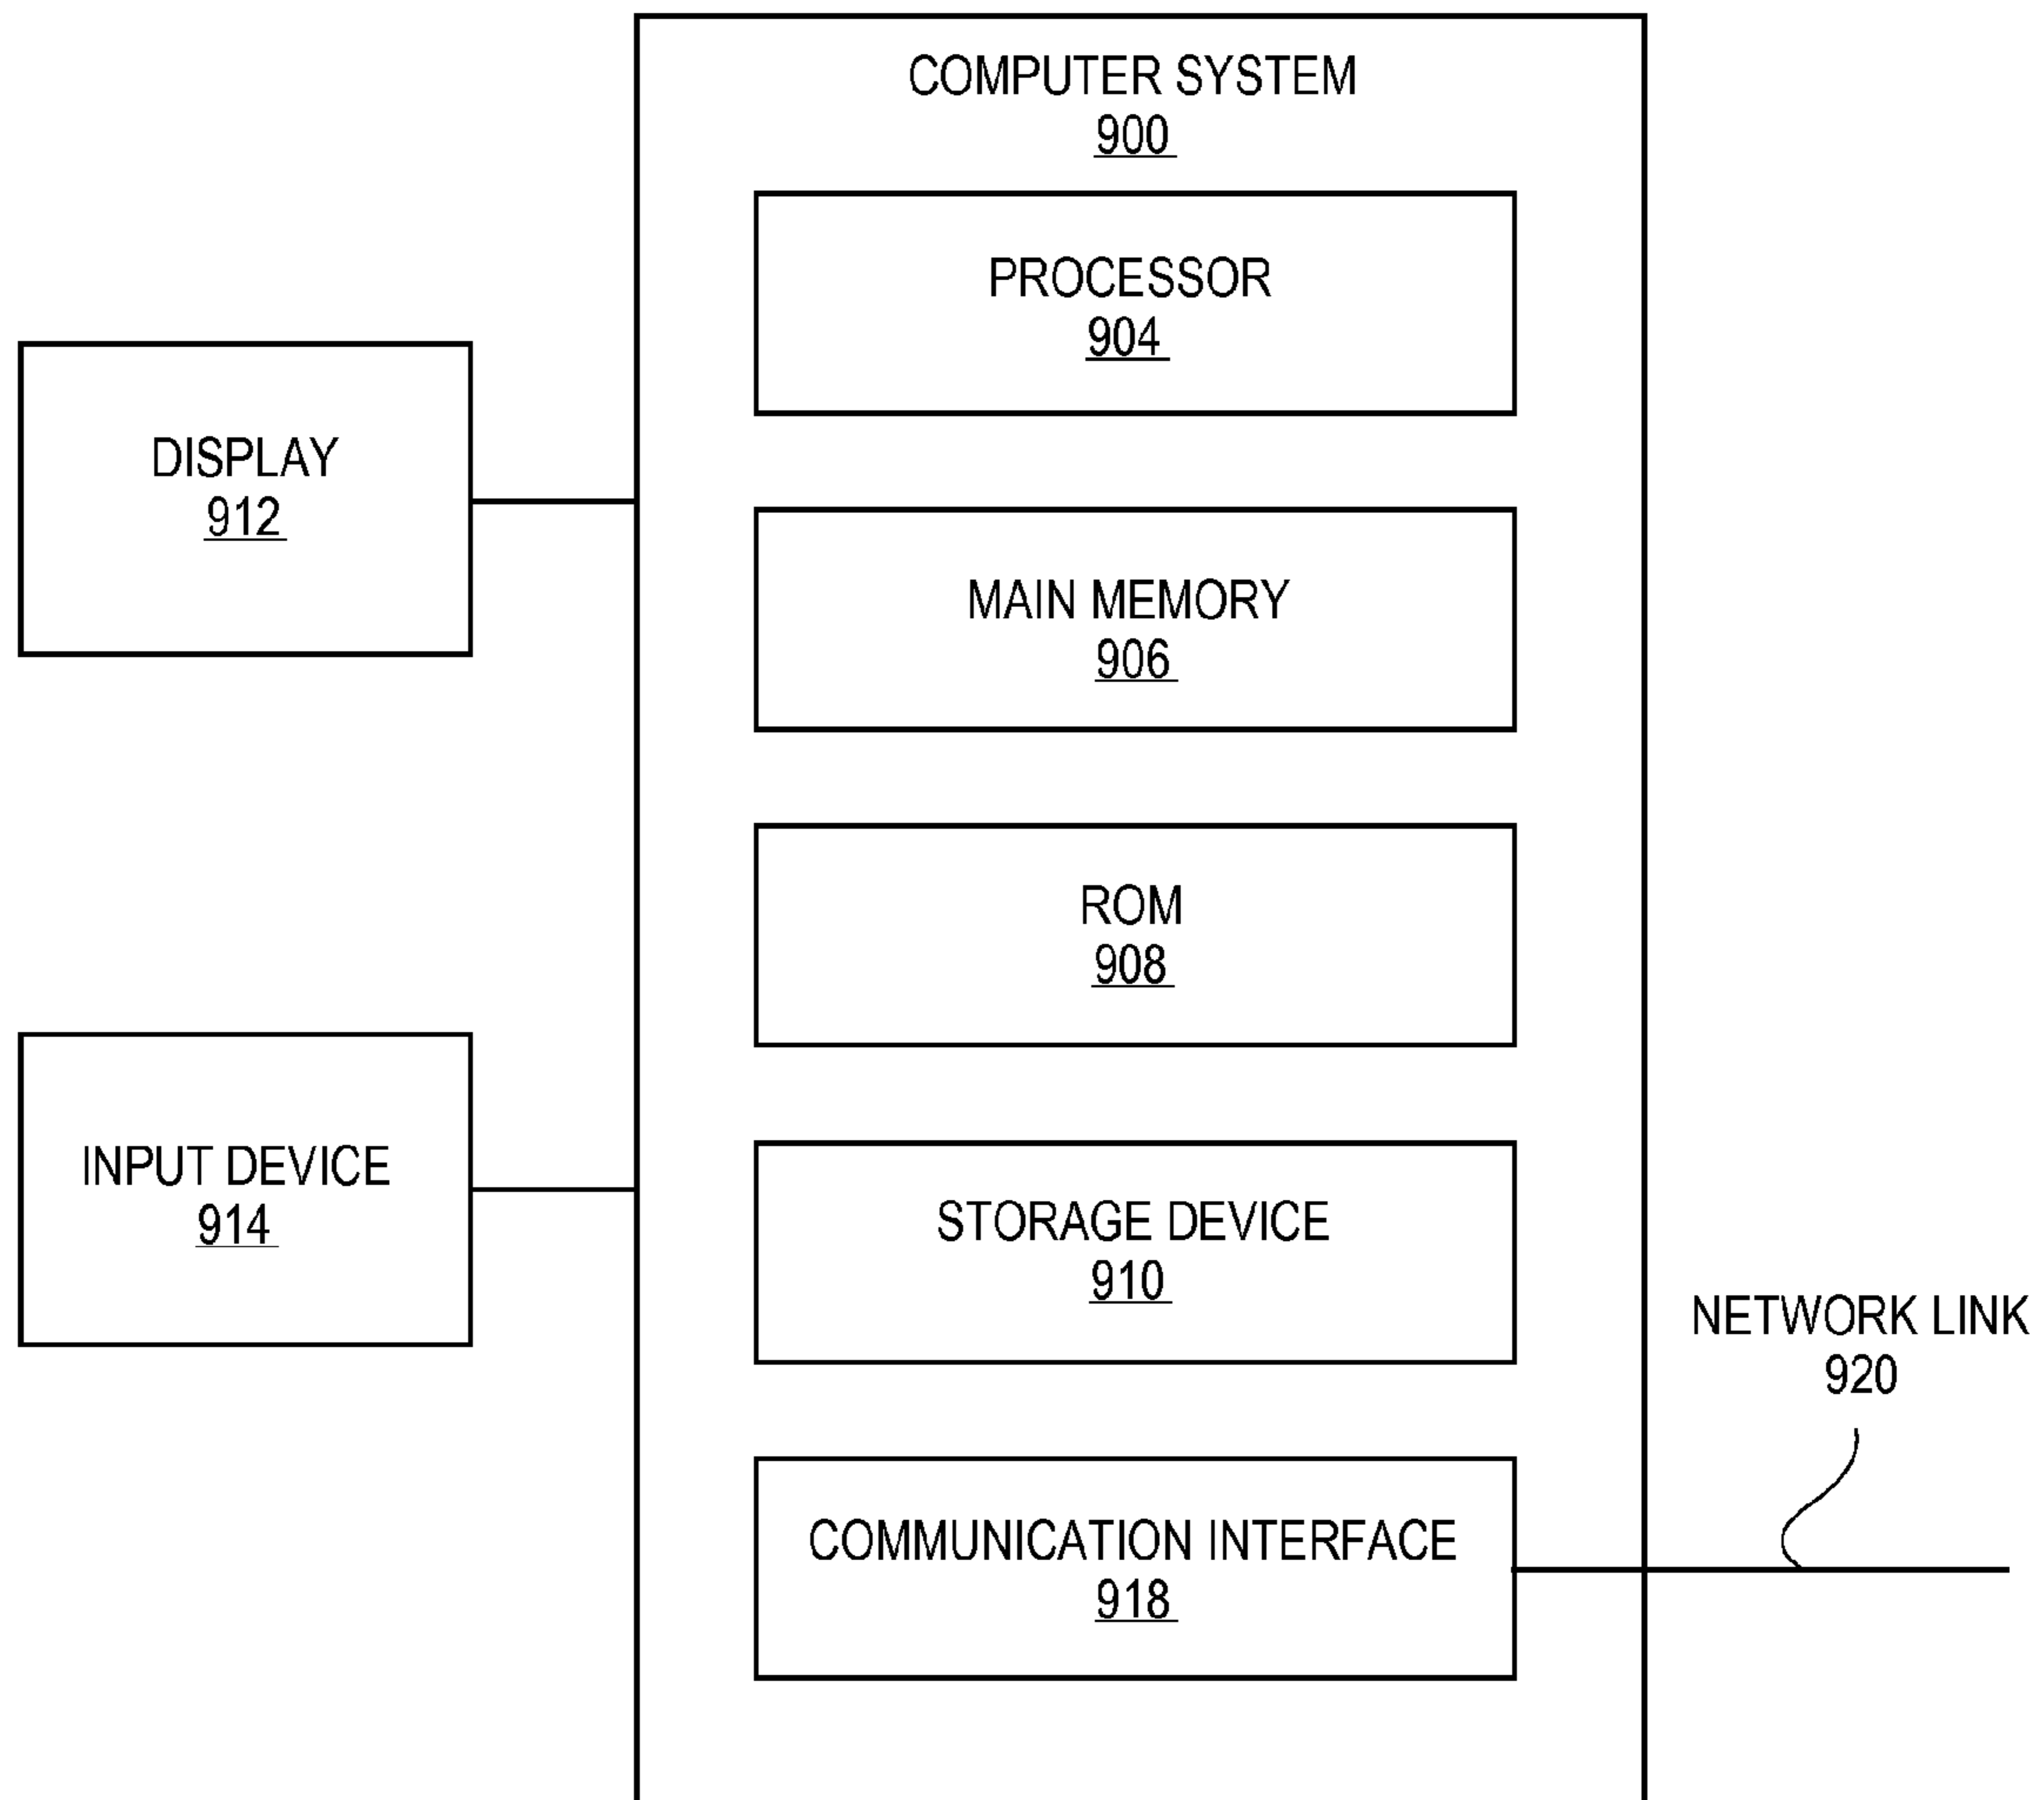 COMPUTER SYSTEM
900
PROCESSOR
904
DISPLAY
912
MAIN MEMORY
906
ROM
908
INPUT DEVICE
914
STORAGE DEVICE
910
NETWORK LINK
920
COMMUNICATION INTERFACE
918